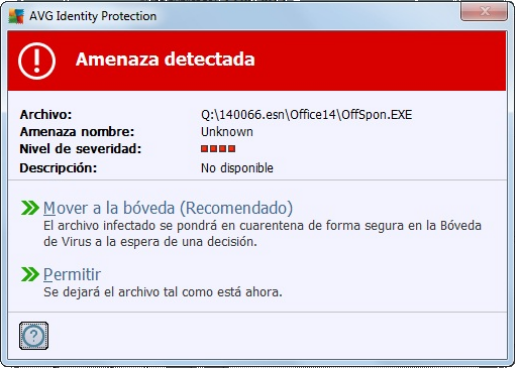 AVG Identity Protection
Amenaza detectada
Archivo: Q:\140066.esn\Office14\OffSpon.EXE
Amenaza nombre: Unknown
Nivel de severidad:
Descripción: No disponible
Mover a la bóveda (Recomendado)
El archivo infectado se pondrá en cuarentena de forma segura en la Bóveda
de Virus a la espera de una decisión.
Permitir
Se dejará el archivo tal como está ahora.